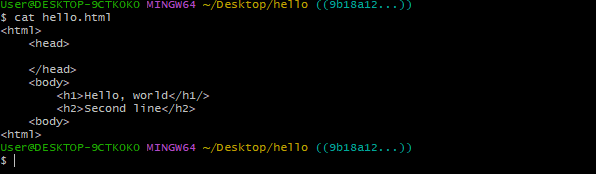 User@DESKTOP-9CTKOKO MINGW64 ~/Desktop/hello ((9b18a12...))
$ cat hello.html
<html>
    <head>

    </head>
    <body>
        <h1>Hello, world</h1/>
        <h2>Second line</h2>
    <body>
<html>
User@DESKTOP-9CTKOKO MINGW64 ~/Desktop/hello ((9b18a12...))
$